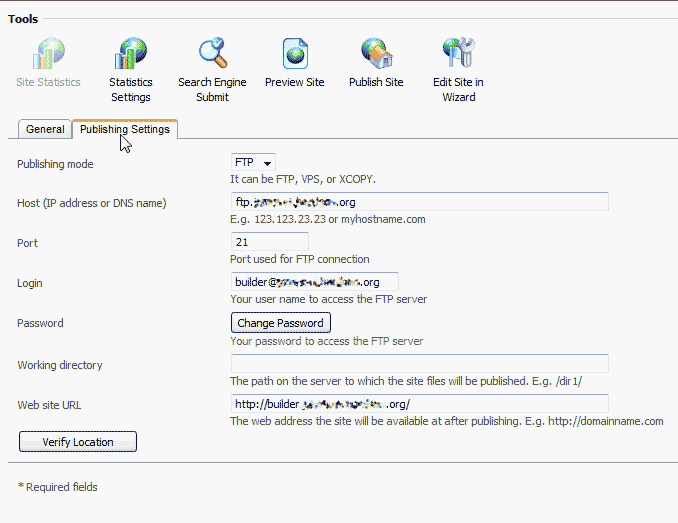 Tools
Site Statistics
Statistics Settings
Search Engine Submit
Preview Site
Publish Site
Edit Site in Wizard
General
Publishing Settings
Publishing mode
FTP
It can be FTP, VPS, or XCOPY.
Host (IP address or DNS name)
ftp. .org
E.g. 123.123.23.23 or myhostname.com
Port
21
Port used for FTP connection
Login
builder@ .org
Your user name to access the FTP server
Password
Change Password
Your password to access the FTP server
Working directory
The path on the server to which the site files will be published. E.g. /dir1/
Web site URL
http://builder .org/
The web address the site will be available at after publishing. E.g. http://domainname.com
Verify Location
* Required fields